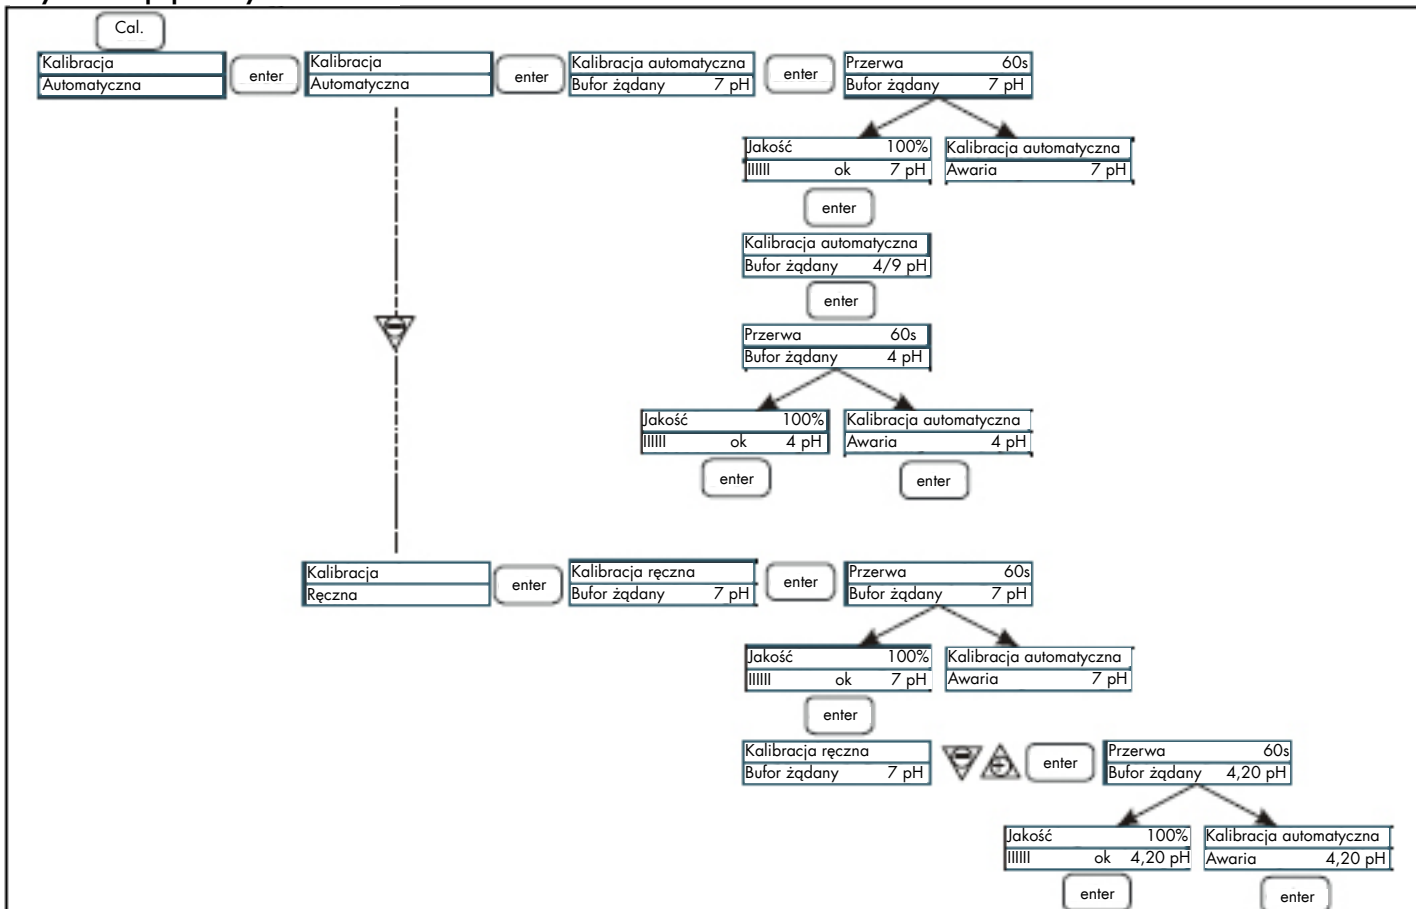 Cal.
Kalibracja
Automatyczna
enter
Kalibracja
Automatyczna
enter
Kalibracja automatyczna
Bufor żądany 7 pH
enter
Przerwa 60s
Bufor żądany 7 pH
Jakość 100%
IIIIII ok 7 pH
Kalibracja automatyczna
Awaria 7 pH
enter
Kalibracja automatyczna
Bufor żądany 4/9 pH
enter
Przerwa 60s
Bufor żądany 4 pH
Jakość 100%
IIIIII ok 4 pH
Kalibracja automatyczna
Awaria 4 pH
enter
enter
Kalibracja
Ręczna
enter
Kalibracja ręczna
Bufor żądany 7 pH
enter
Przerwa 60s
Bufor żądany 7 pH
Jakość 100%
IIIIII ok 7 pH
Kalibracja automatyczna
Awaria 7 pH
enter
Kalibracja ręczna
Bufor żądany 7 pH
enter
Przerwa 60s
Bufor żądany 4,20 pH
Jakość 100%
IIIIII ok 4,20 pH
Kalibracja automatyczna
Awaria 4,20 pH
enter
enter